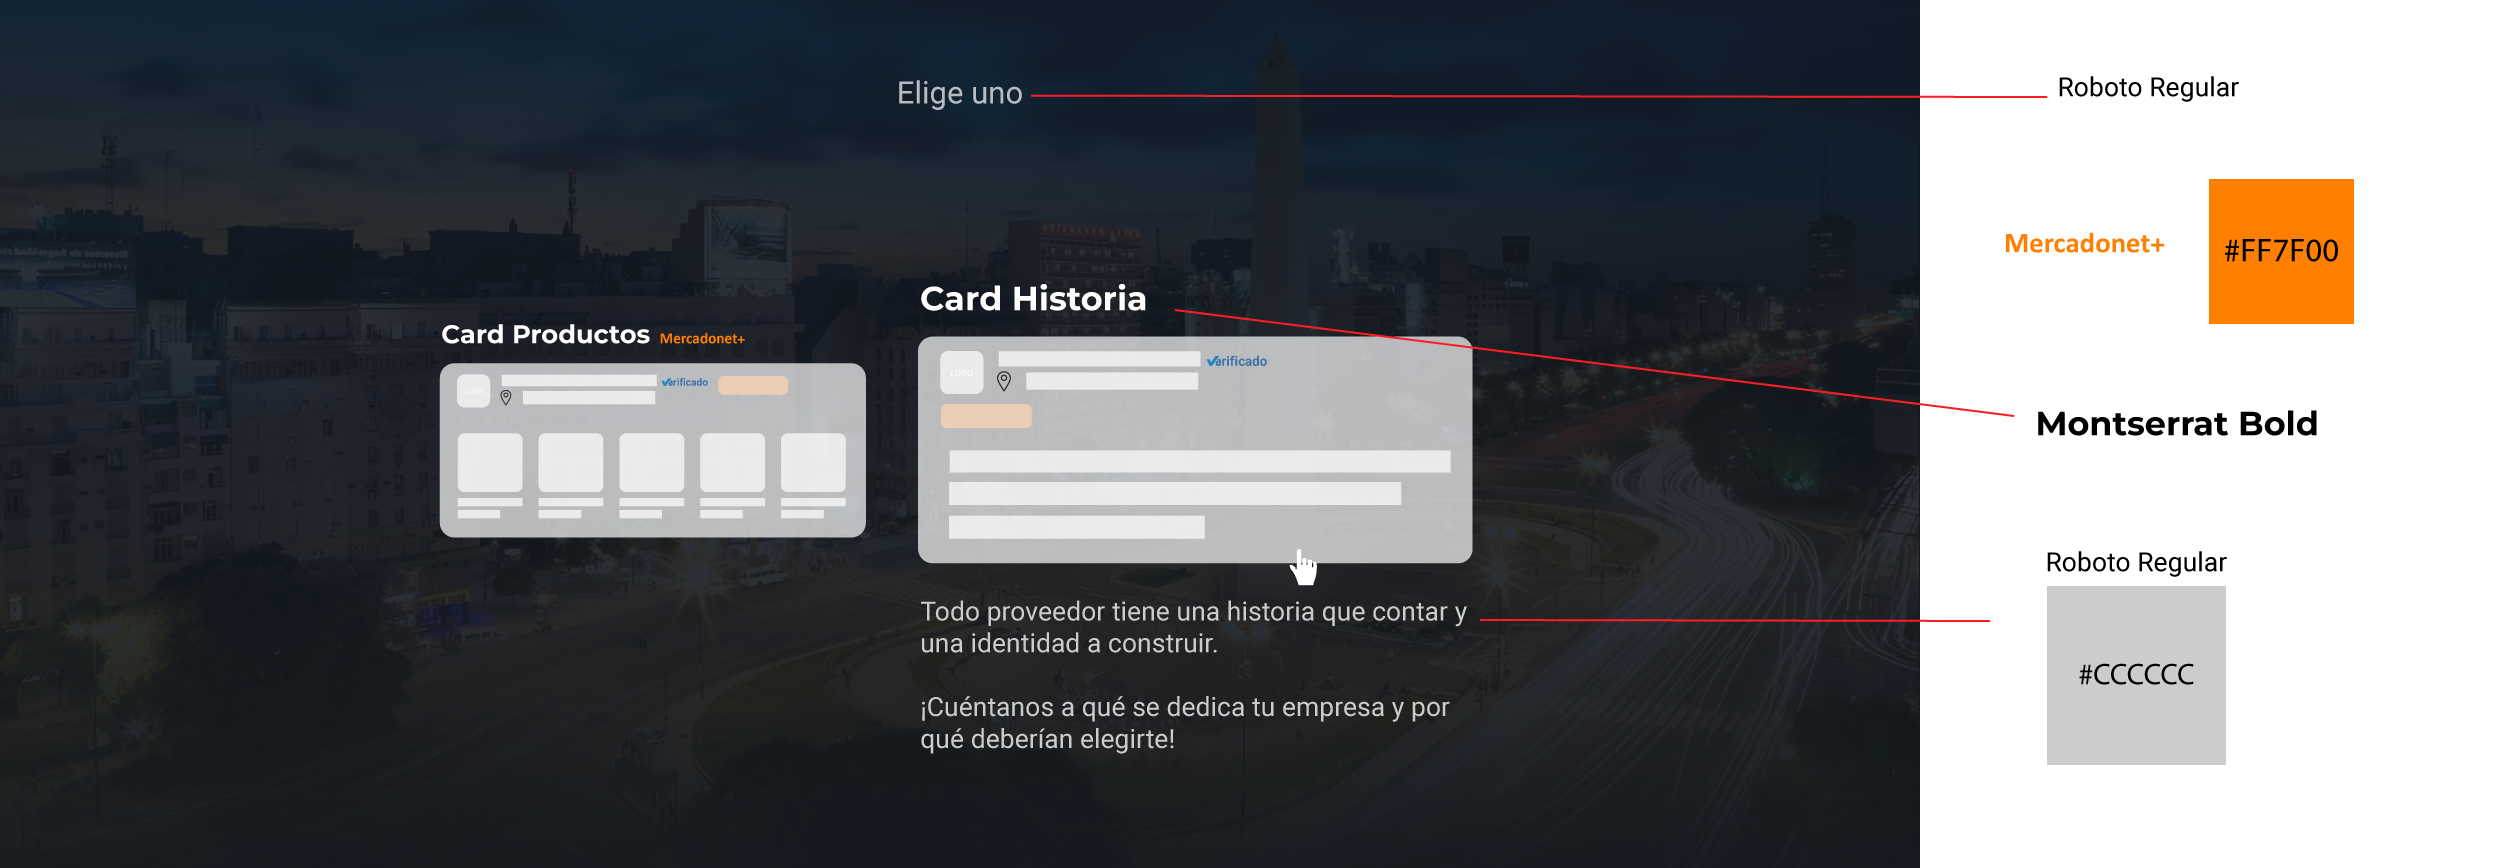 Elige uno
Roboto Regular
Mercadonet+
#FF7F00
Card Historia
Card Productos Mercadonet+
Verificado
LOGO
Verificado
Montserrat Bold
Roboto Regular
#CCCCCC
Todo proveedor tiene una historia que contar y
una identidad a construir.
¡Cuéntanos a qué se dedica tu empresa y por
qué deberían elegirte!